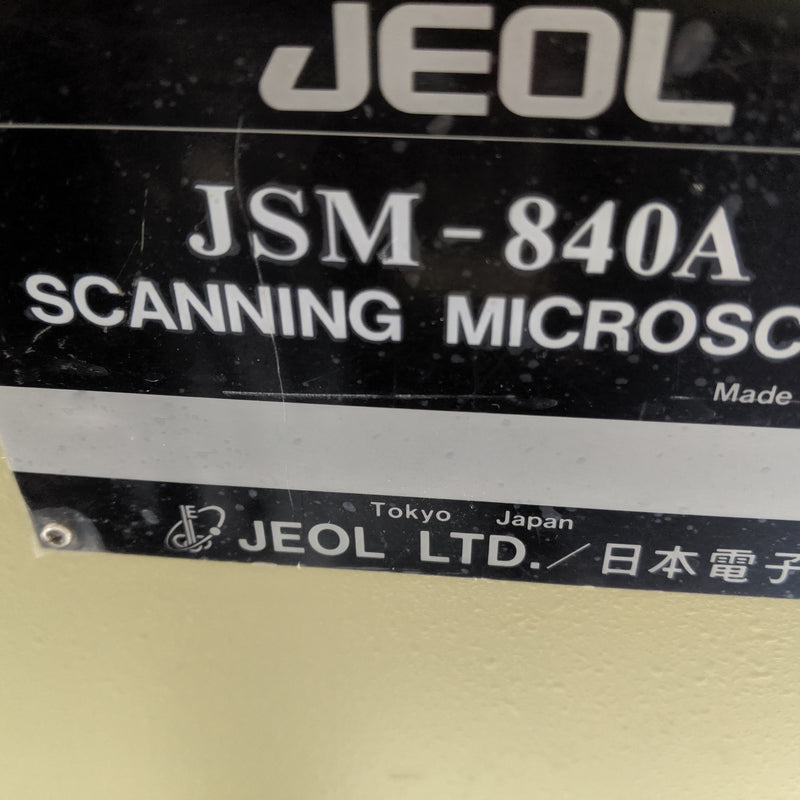 JEOL
JSM-840A
SCANNING MICROSC
Made
Tokyo Japan
JEOL LTD./日本電子